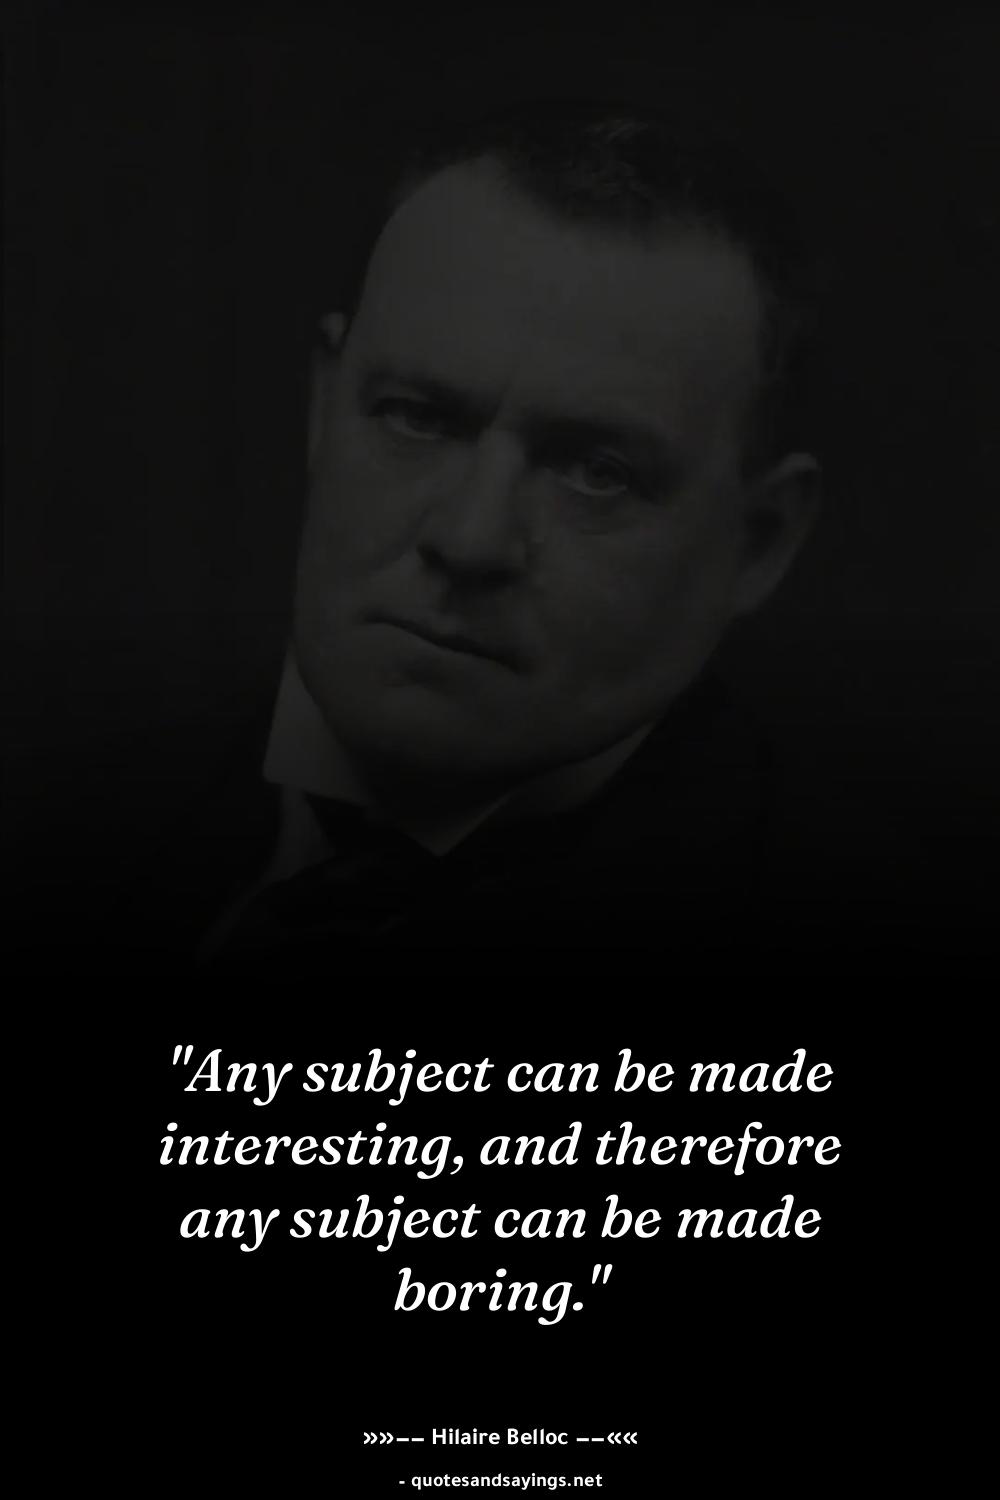 "Any subject can be made
interesting, and therefore
any subject can be made
boring."
»»−− Hilaire Belloc −−««
- quotesandsayings.net